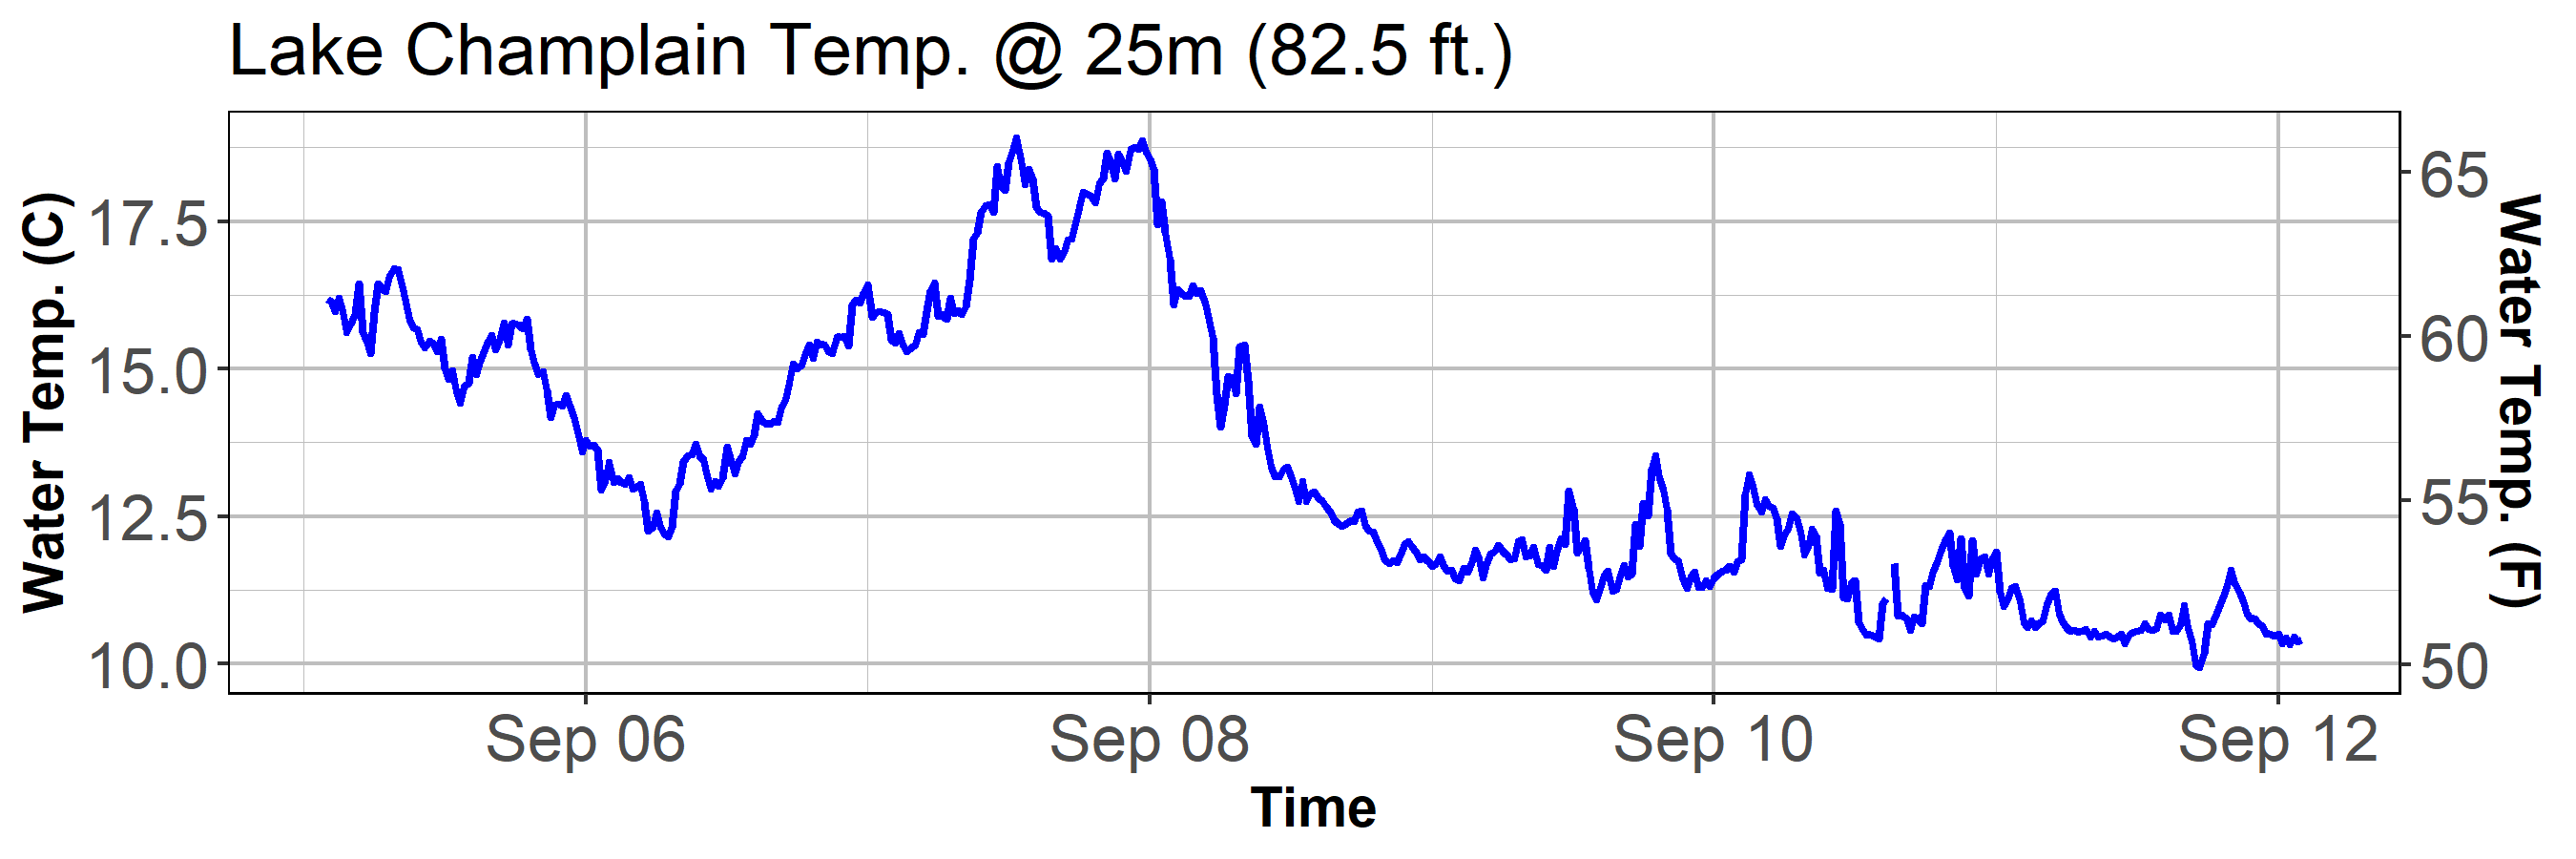 Lake Champlain Temp. @ 25m (82.5 ft.)
Water Temp. (C)
17.5
15.0
12.5
10.0
65
60
55
50
Water Temp. (F)
Sep 06
Sep 08
Sep 10
Sep 12
Time